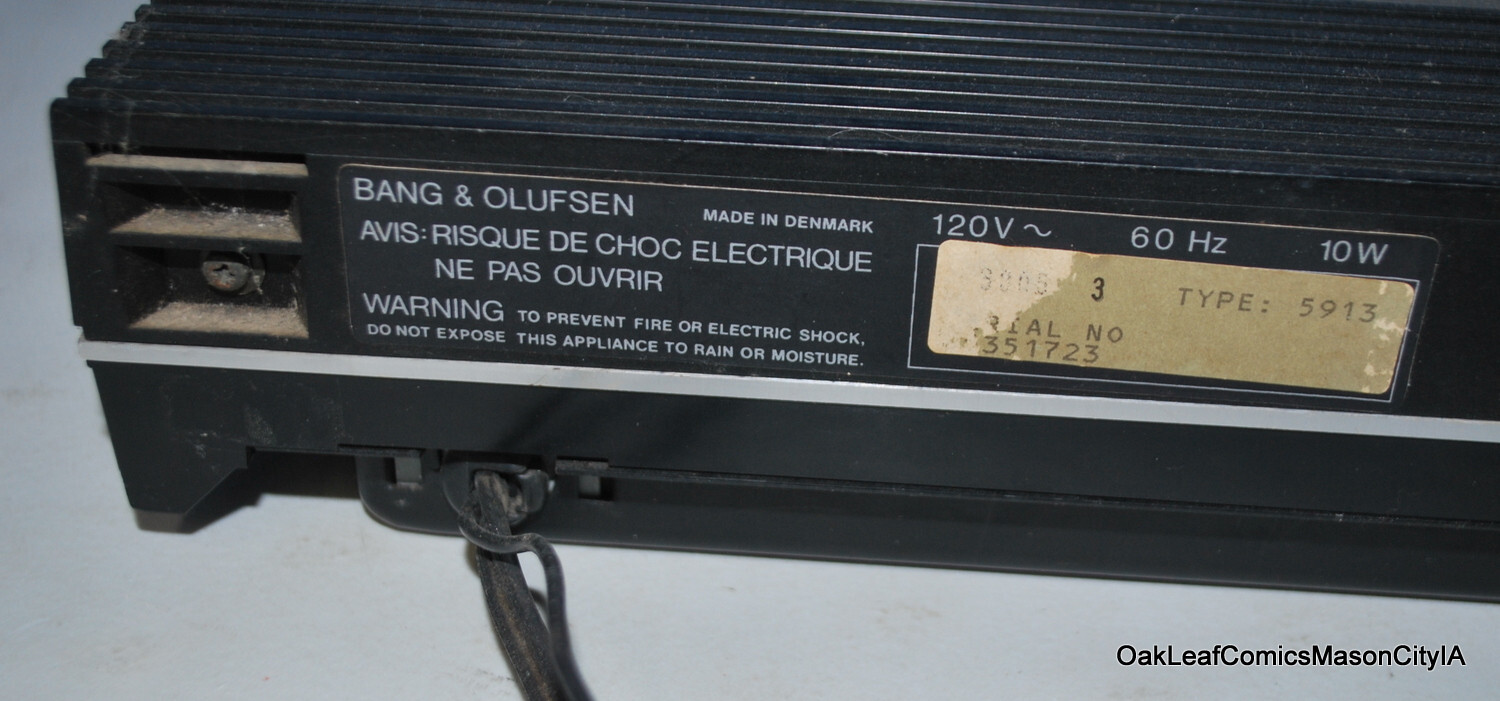 BANG & OLUFSEN
MADE IN DENMARK
AVIS: RISQUE DE CHOC ELECTRIQUE
NE PAS OUVRIR
WARNING TO PREVENT FIRE OR ELECTRIC SHOCK,
DO NOT EXPOSE THIS APPLIANCE TO RAIN OR MOISTURE.
120V ~ 60 Hz 10W
3 TYPE: 5913
NO
351723
OakLeafComicsMasonCityIA